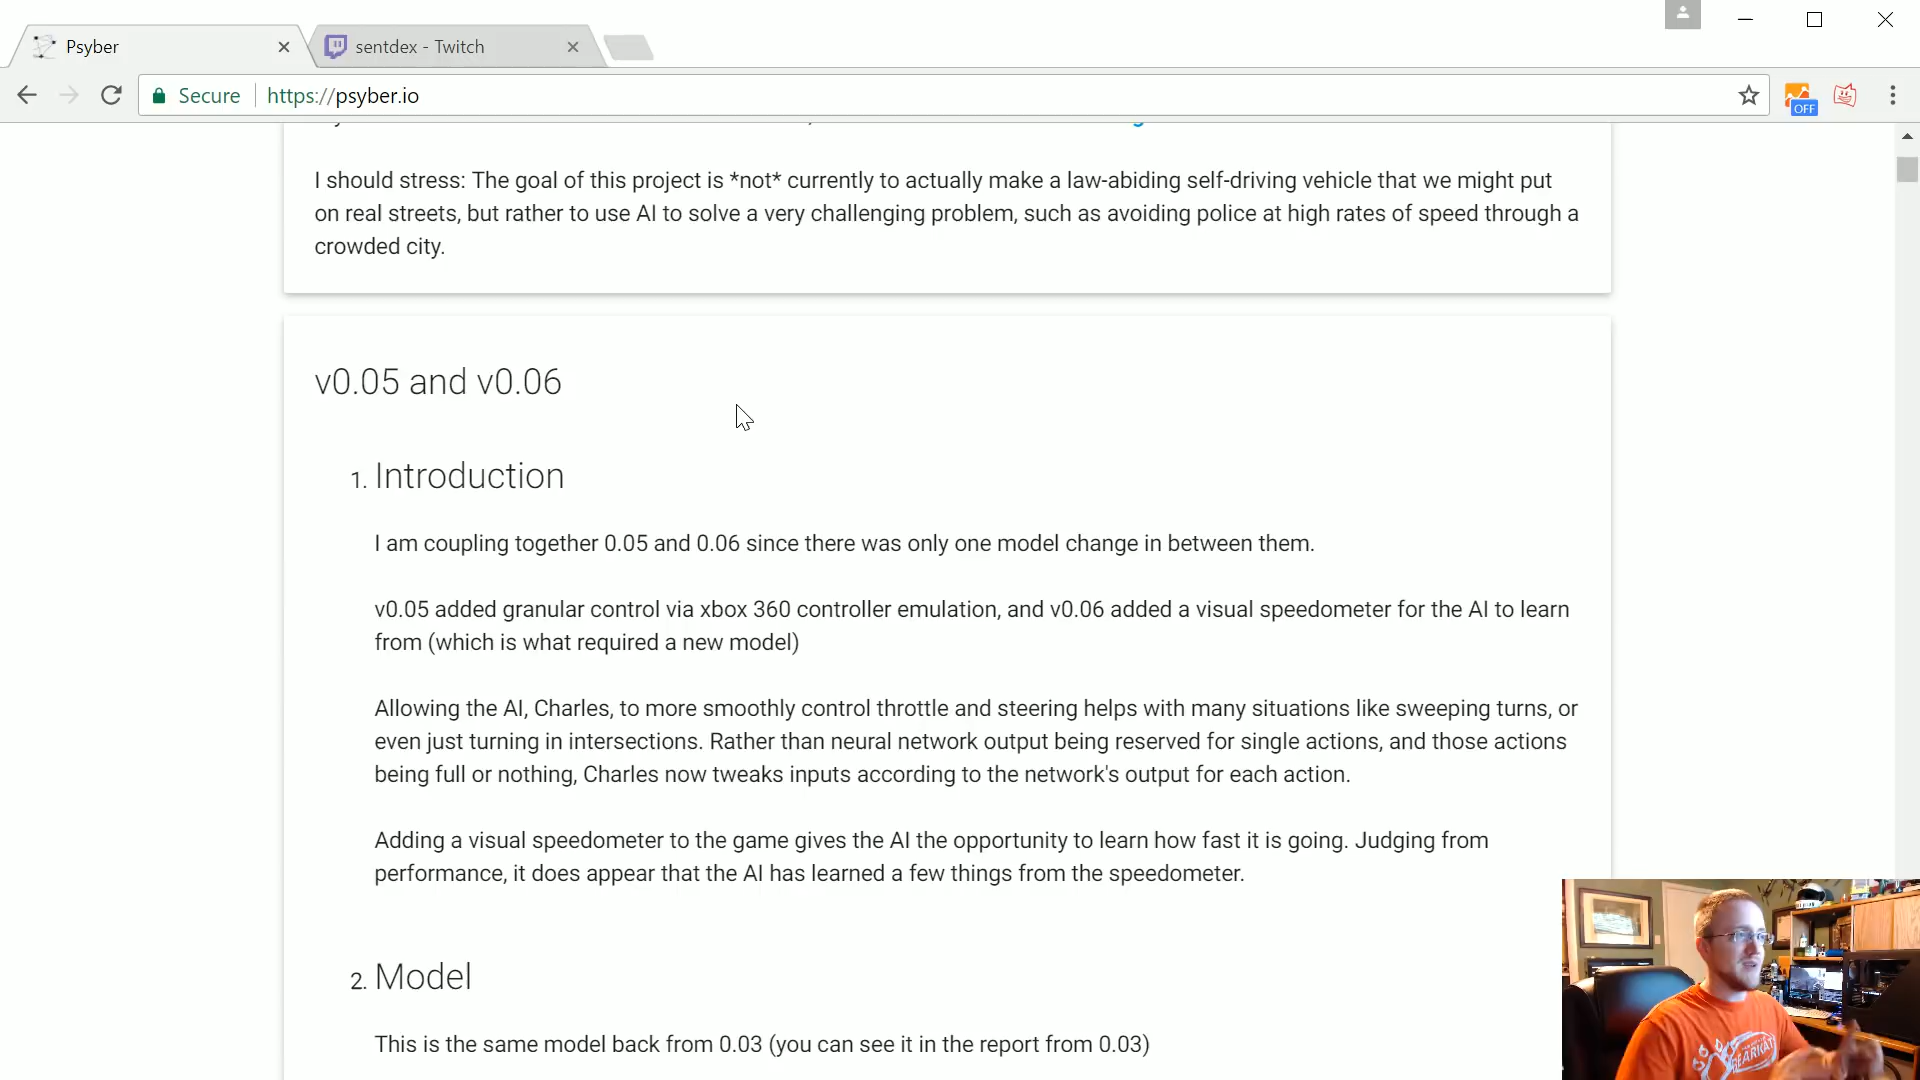 Psyber
sentdex - Twitch
Secure
https://psyber.io
OFF
I should stress: The goal of this project is *not* currently to actually make a law-abiding self-driving vehicle that we might put
on real streets, but rather to use AI to solve a very challenging problem, such as avoiding police at high rates of speed through a
crowded city.
v0.05 and v0.06
1. Introduction
I am coupling together 0.05 and 0.06 since there was only one model change in between them.
v0.05 added granular control via xbox 360 controller emulation, and v0.06 added a visual speedometer for the AI to learn
from (which is what required a new model)
Allowing the AI, Charles, to more smoothly control throttle and steering helps with many situations like sweeping turns, or
even just turning in intersections. Rather than neural network output being reserved for single actions, and those actions
being full or nothing, Charles now tweaks inputs according to the network's output for each action.
Adding a visual speedometer to the game gives the AI the opportunity to learn how fast it is going. Judging from
performance, it does appear that the AI has learned a few things from the speedometer.
2. Model
This is the same model back from 0.03 (you can see it in the report from 0.03)